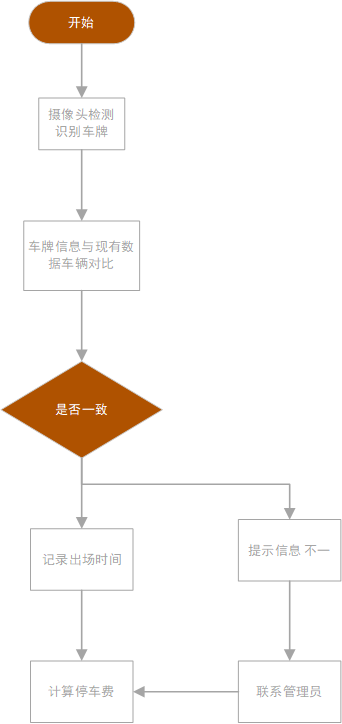 开始
摄像头检测
识别车牌
车牌信息与现有数
据车辆对比
是否一致
记录出场时间
提示信息 不一
计算停车费
联系管理员